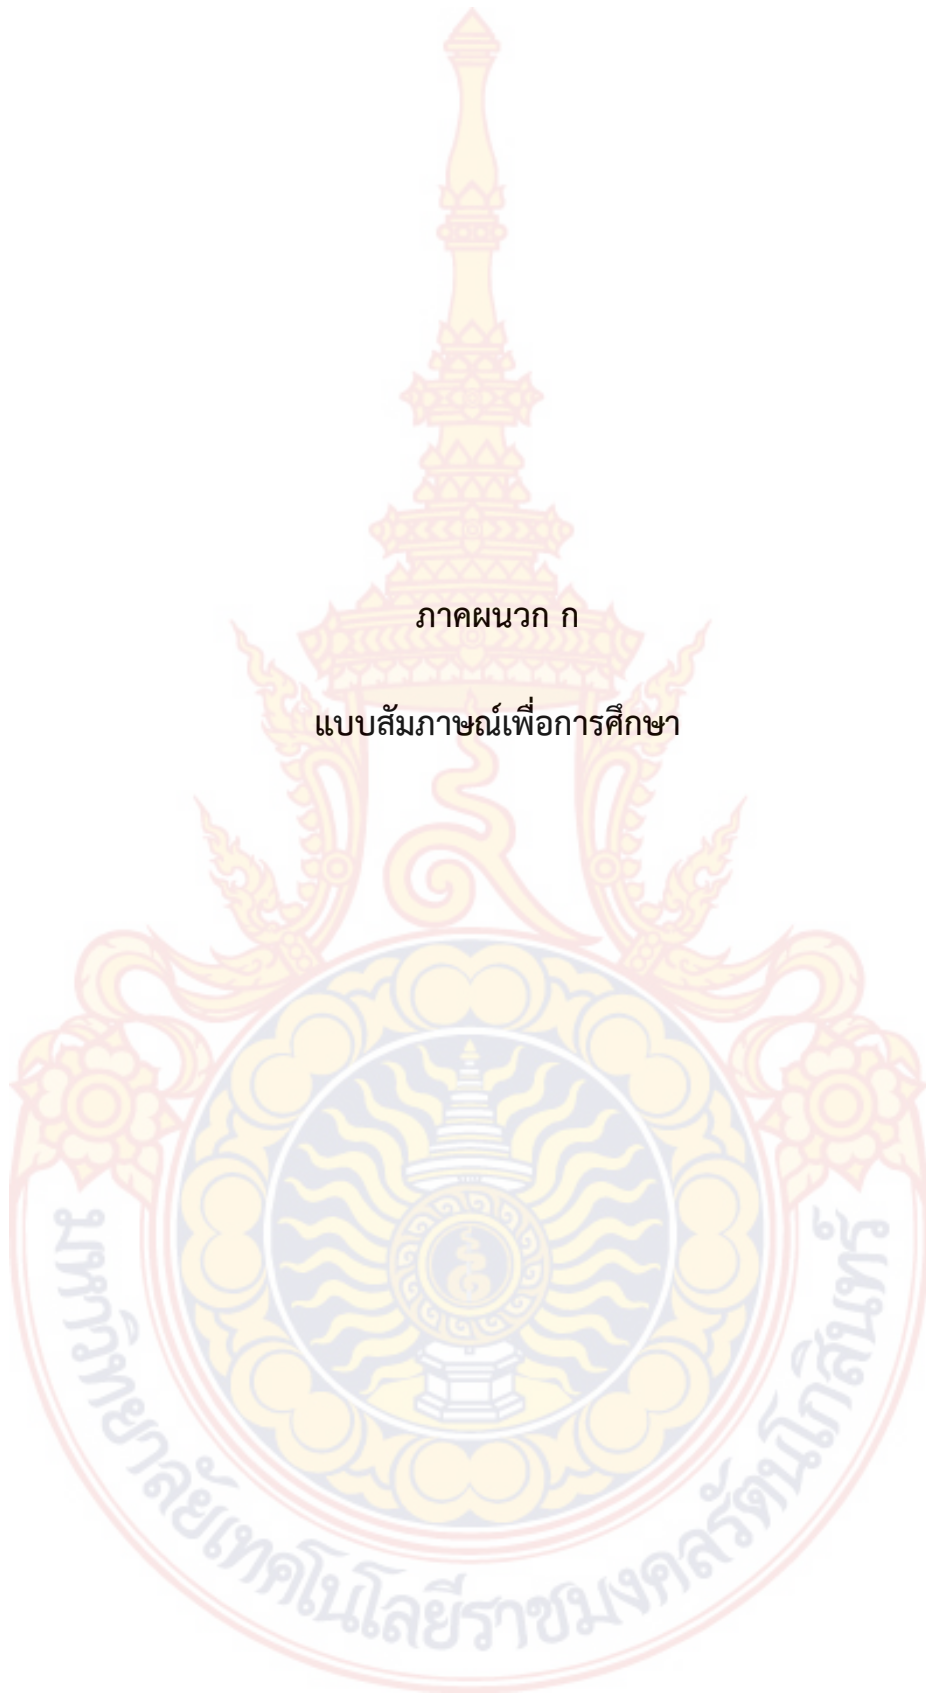 ภาคผนวก ก
แบบสัมภาษณ์เพื่อการศึกษา
มหาวิทยาลัยเทคโนโลยีราชมงคลรัตนโกสินทร์